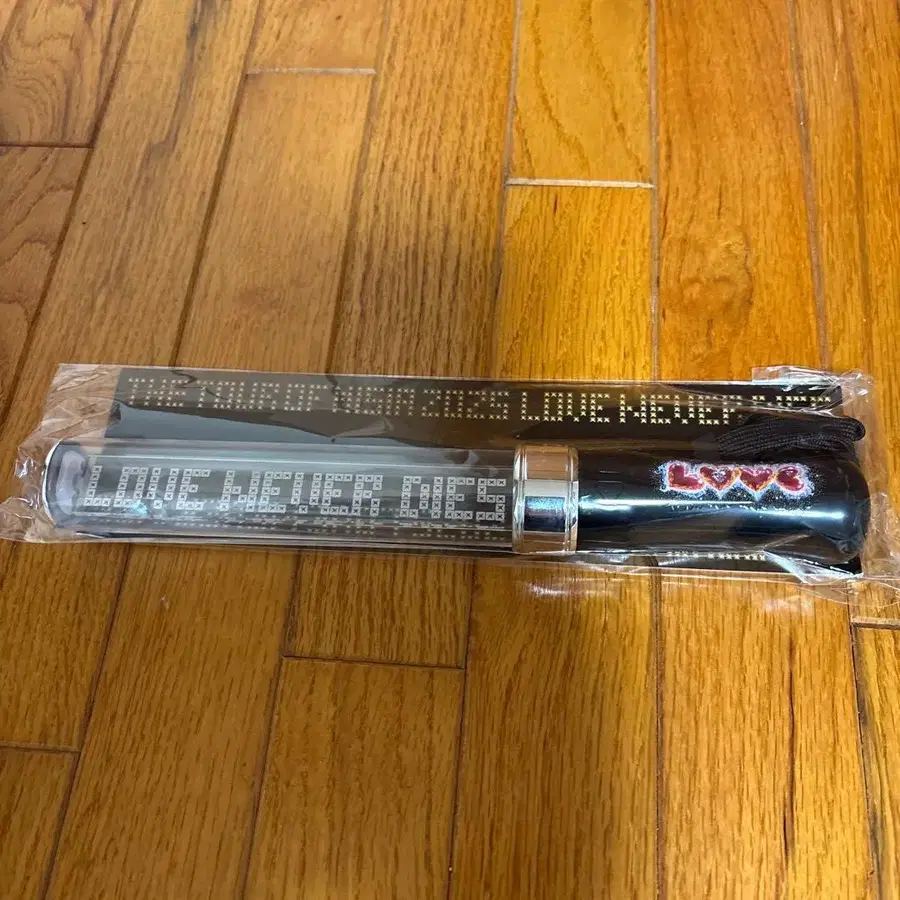 THE TOUR OF MISIA 2025 LOVE NEVER
LOVE NEVER DIES
LOVE